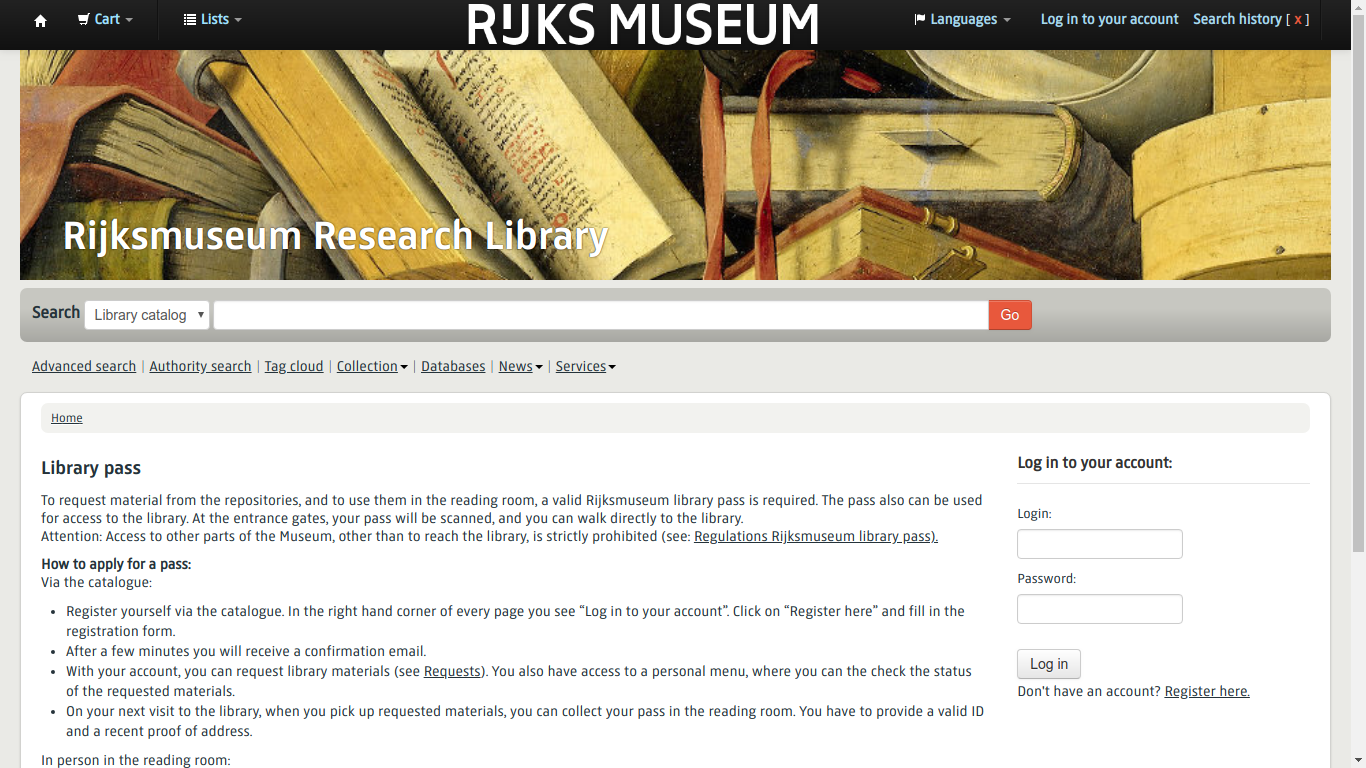 Cart
Lists
RIJKS MUSEUM
Languages
Log in to your account
Search history [ x ]
Rijksmuseum Research Library
Search
Library catalog
Go
Advanced search | Authority search | Tag cloud | Collection | Databases | News | Services
Home
Library pass
To request material from the repositories, and to use them in the reading room, a valid Rijksmuseum library pass is required. The pass also can be used
for access to the library. At the entrance gates, your pass will be scanned, and you can walk directly to the library.
Attention: Access to other parts of the Museum, other than to reach the library, is strictly prohibited (see: Regulations Rijksmuseum library pass).
How to apply for a pass:
Via the catalogue:
• Register yourself via the catalogue. In the right hand corner of every page you see “Log in to your account”. Click on “Register here” and fill in the
registration form.
• After a few minutes you will receive a confirmation email.
• With your account, you can request library materials (see Requests). You also have access to a personal menu, where you can the check the status
of the requested materials.
• On your next visit to the library, when you pick up requested materials, you can collect your pass in the reading room. You have to provide a valid ID
and a recent proof of address.
In person in the reading room:
Log in to your account:
Login:
Password:
Log in
Don't have an account? Register here.